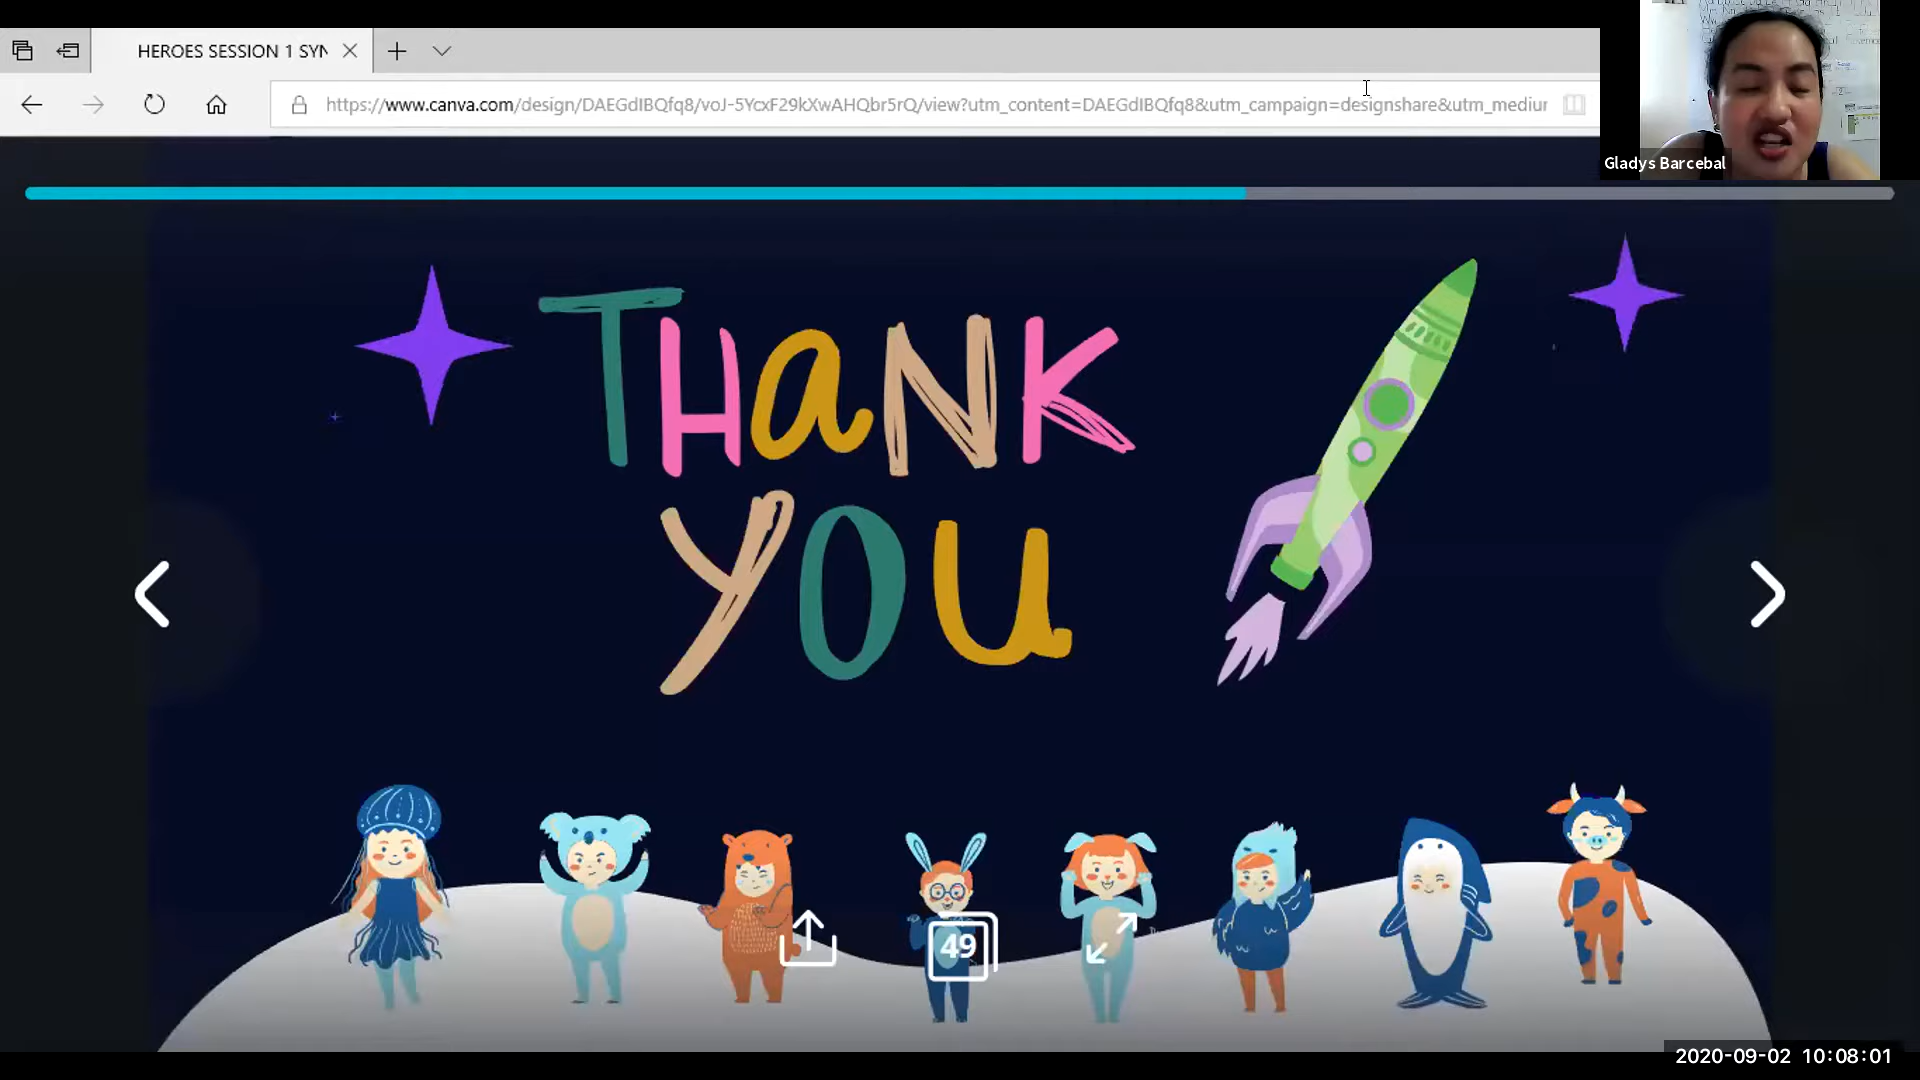 HEROES SESSION 1 SYN
https://www.canva.com/design/DAEGdIBQfq8/voJ-5YcxF29kXwAHQbr5rQ/view?utm_content=DAEGdIBQfq8&utm_campaign=designshare&utm_mediur
Gladys Barcebal
THaNK
YOU
49
2020-09-02 10:08:01